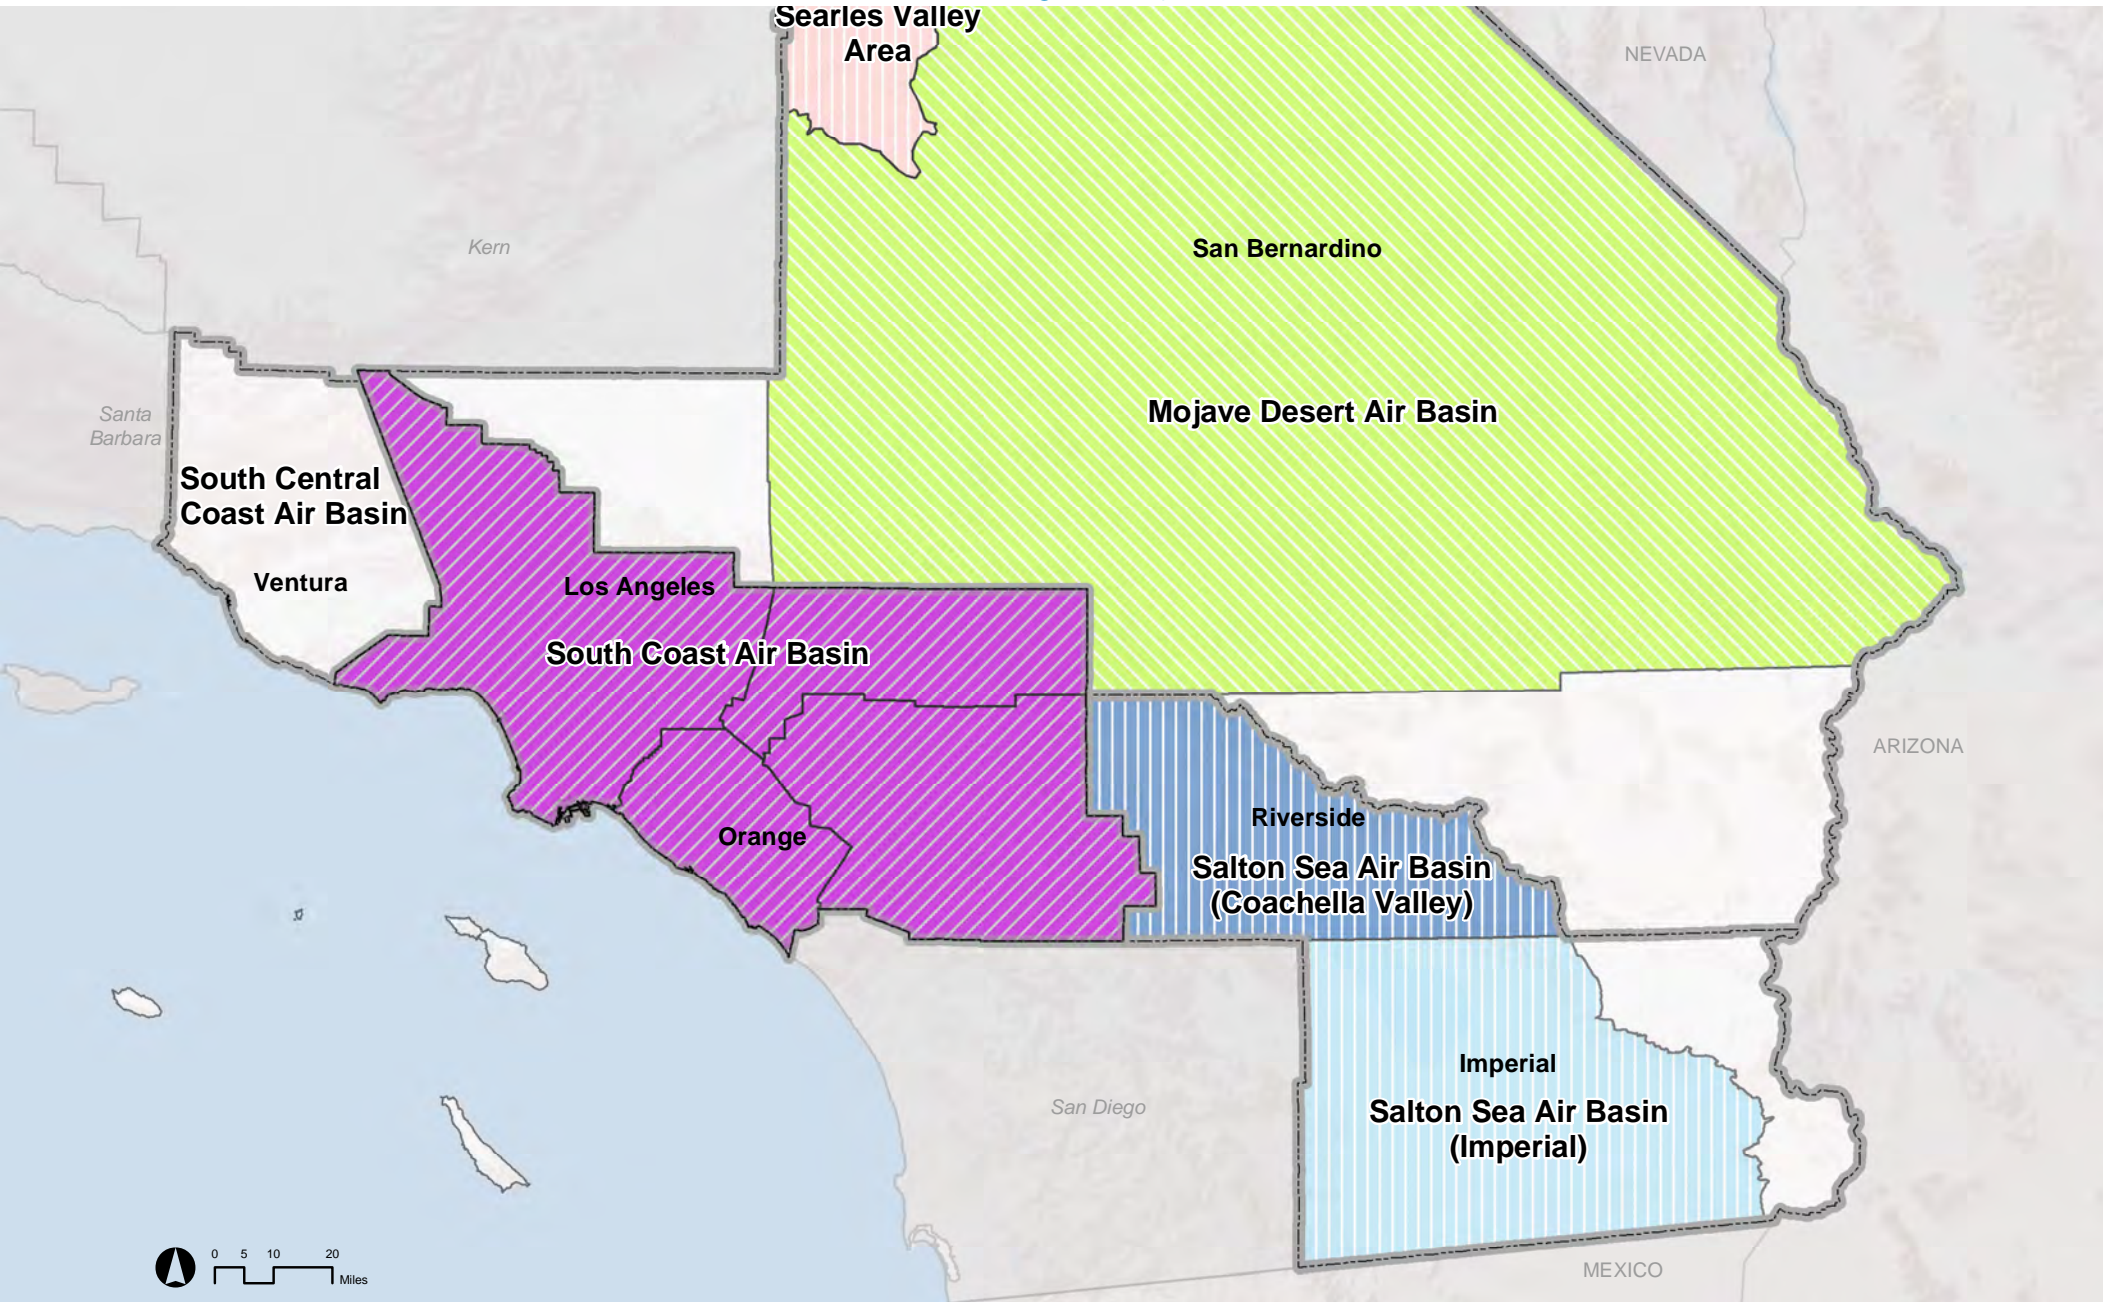 Searles Valley
Area
NEVADA
Kern
San Bernardino
Mojave Desert Air Basin
Santa
Barbara
South Central
Coast Air Basin
Ventura
Los Angeles
South Coast Air Basin
ARIZONA
Riverside
Orange
Salton Sea Air Basin
(Coachella Valley)
Imperial
San Diego
Salton Sea Air Basin
(Imperial)
0 5 10 20
Miles
MEXICO